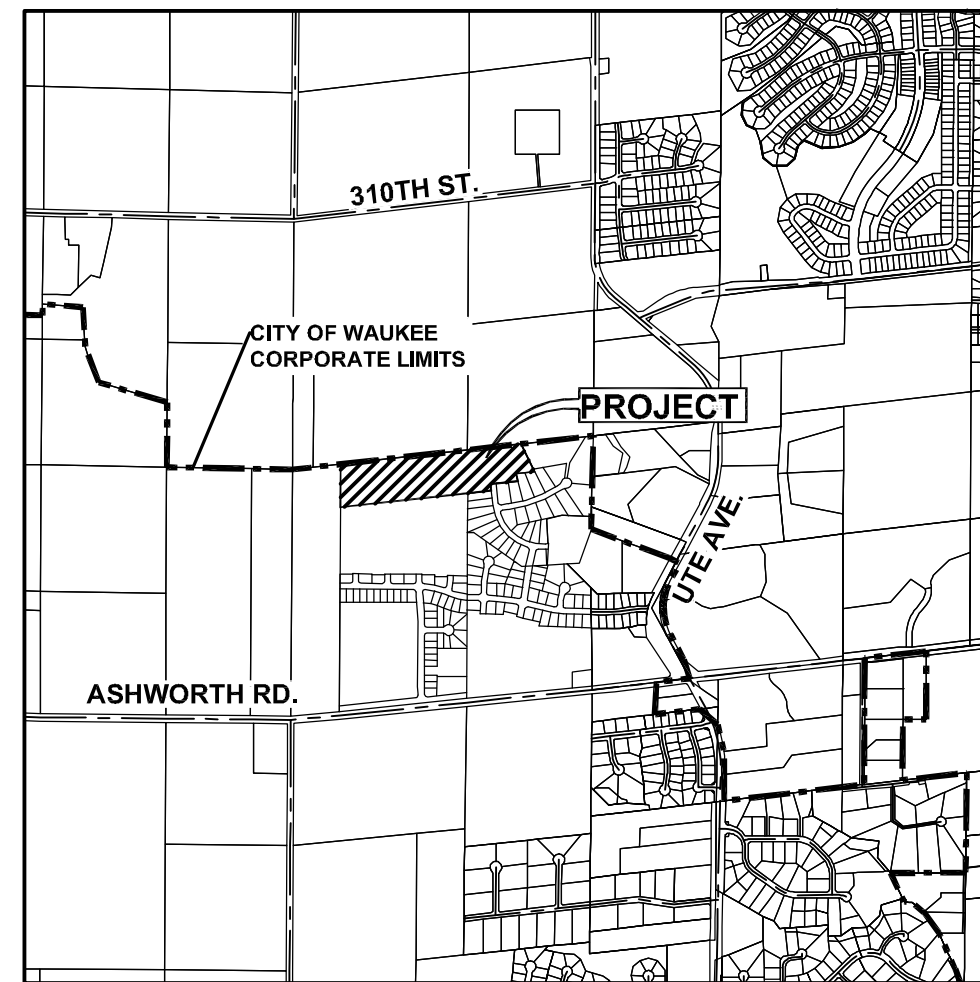 310TH ST.
CITY OF WAUKEE
CORPORATE LIMITS
PROJECT
UTE AVE.
ASHWORTH RD.